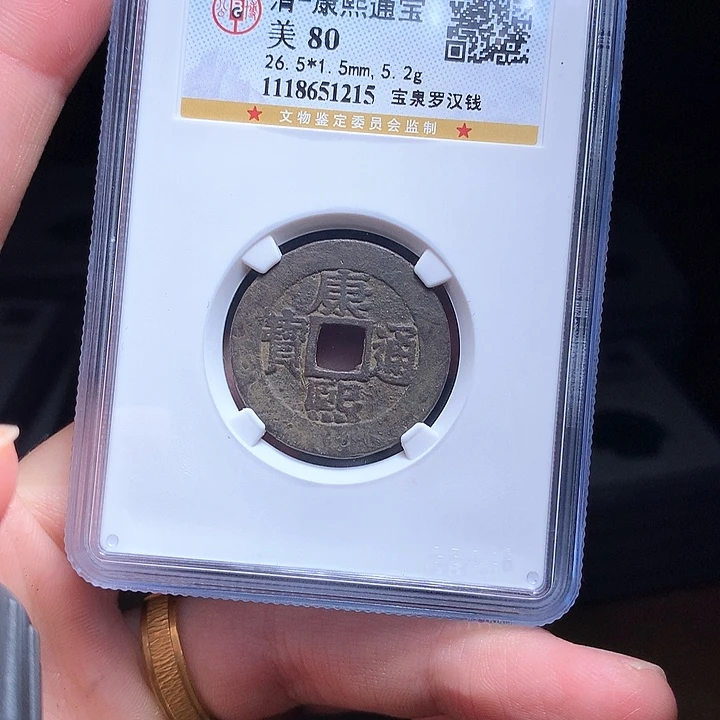 清-康熙通宝
美 80
26.5*1.5mm, 5.2g
1118651215 宝泉罗汉钱
★ 文物鉴定委员会监制 ★
康
寶 通
熙